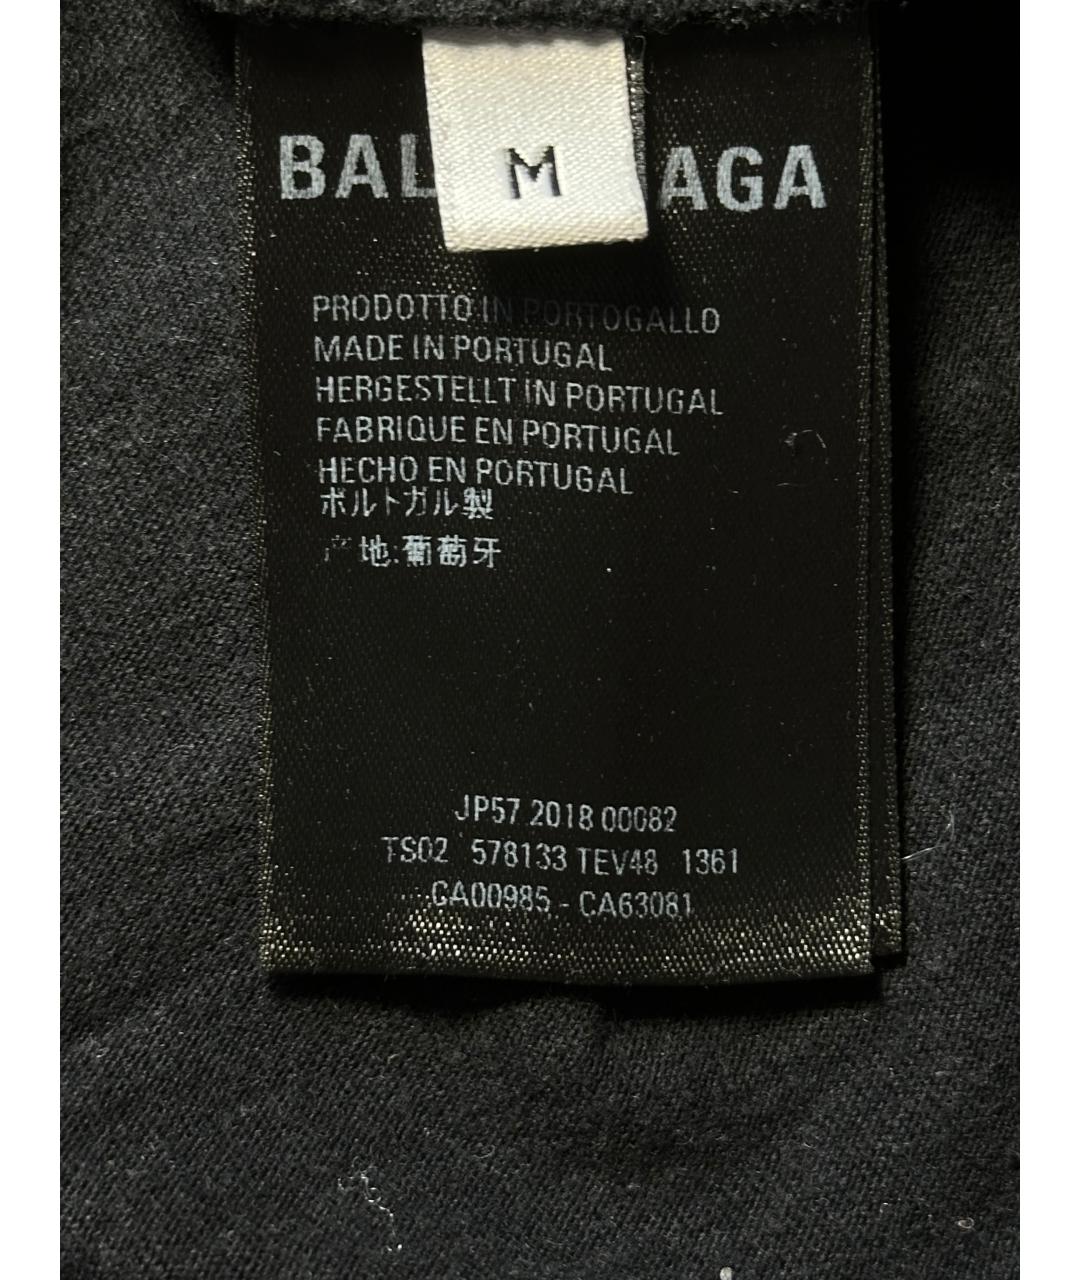 BAL AGA
M
PRODOTTO IN PORTOGALLO
MADE IN PORTUGAL
HERGESTELLT IN PORTUGAL
FABRIQUE EN PORTUGAL
HECHO EN PORTUGAL
ポルトガル製
产地:葡萄牙
JP57 2018 00082
TS02 578133 TEV48 1361
CA00985 - CA63081